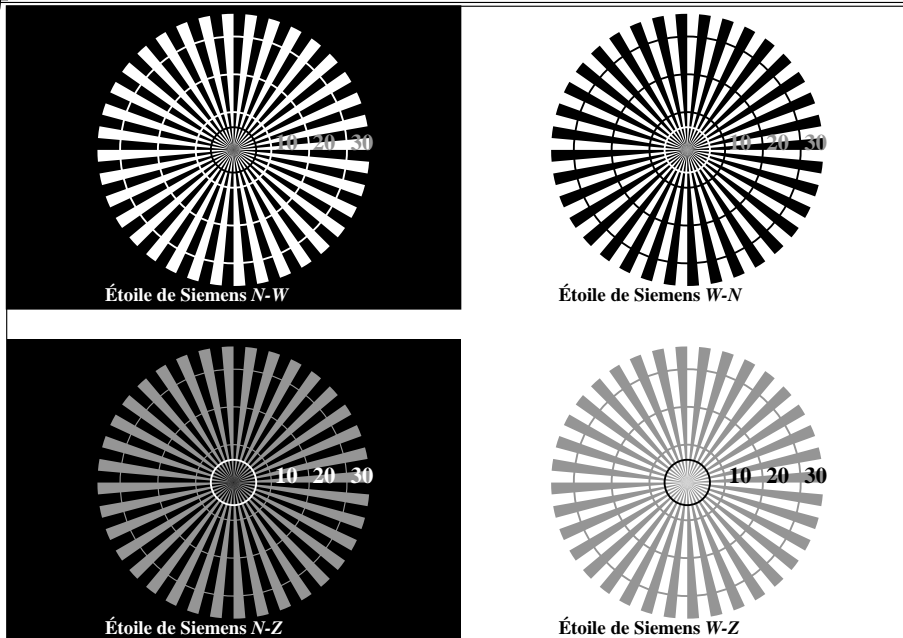 10 20 30
10 20 30
Étoile de Siemens N-W
Étoile de Siemens W-N
10 20 30
10 20 30
Étoile de Siemens N-Z
Étoile de Siemens W-Z